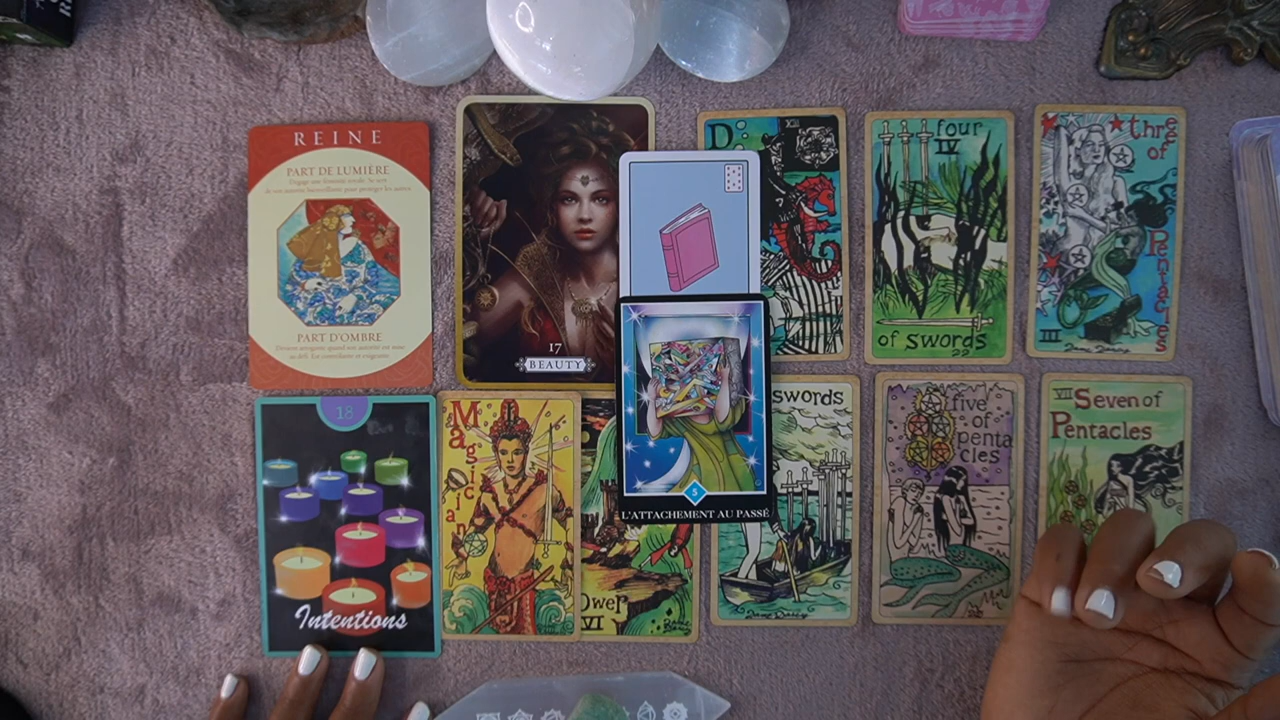 REINE
PART DE LUMIÈRE
PART D'OMBRE
17
BEAUTY
D
XIII
four
IV
of swords
three
of
Pentacles
III
18
Intentions
Magician
ower
VI
5
L'ATTACHEMENT AU PASSÉ
swords
five
of
penta
cles
VII Seven of
Pentacles